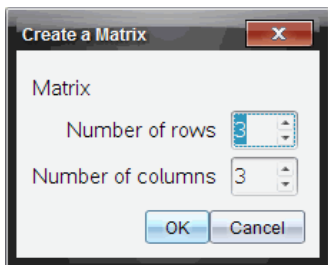 Create a Matrix
Matrix
Number of rows 3
Number of columns 3
OK Cancel